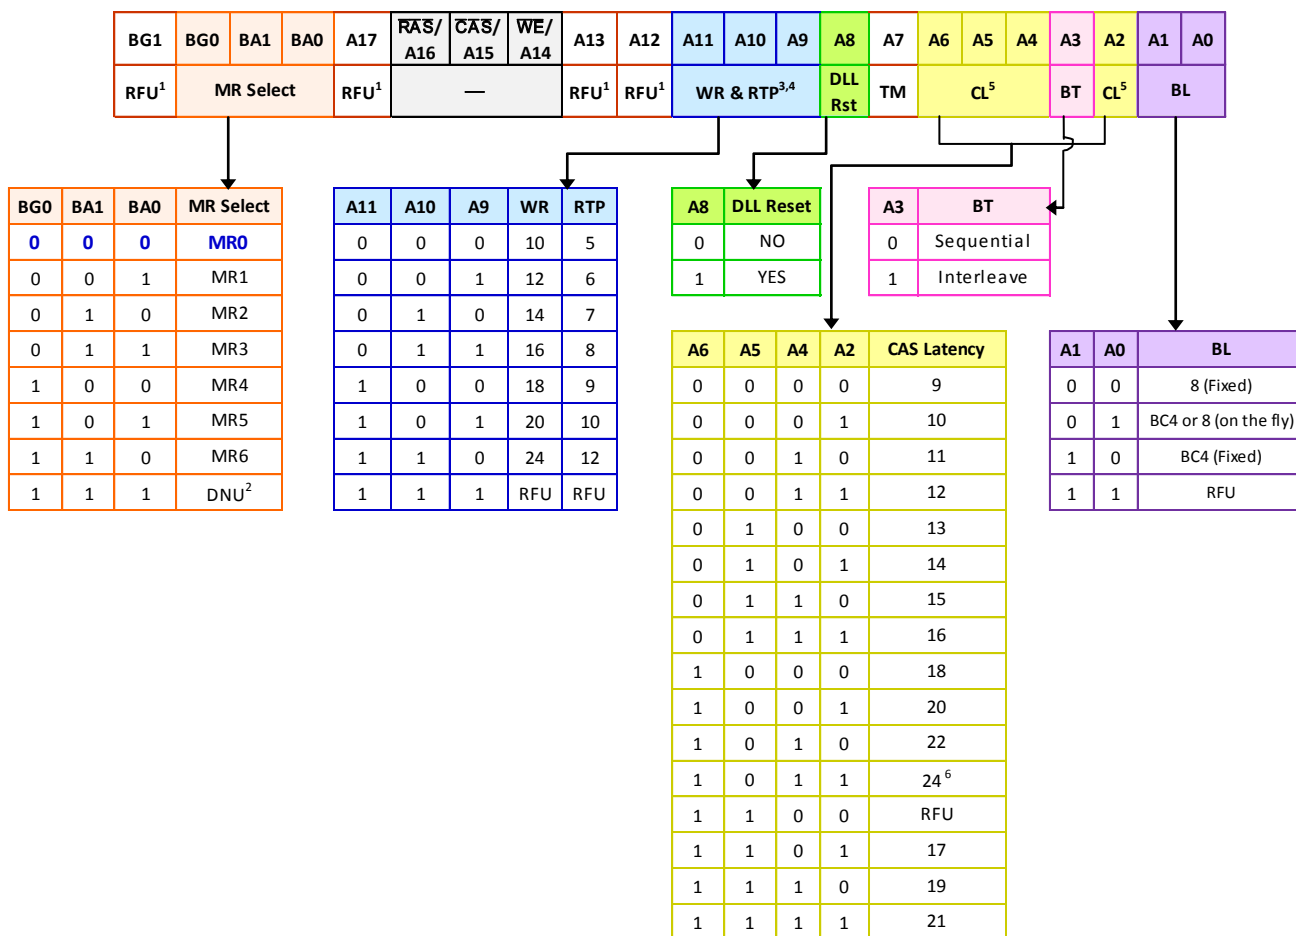 BG1 BG0 BA1 BA0 A17 RAS/ A16 CAS/ A15 WE/ A14 A13 A12 A11 A10 A9 A8 A7 A6 A5 A4 A3 A2 A1 A0
RFU1 MR Select RFU1 — RFU1 RFU1 WR & RTP3,4 DLL Rst TM CL5 BT CL5 BL
BG0 BA1 BA0 MR Select
0 0 0 MR0
0 0 1 MR1
0 1 0 MR2
0 1 1 MR3
1 0 0 MR4
1 0 1 MR5
1 1 0 MR6
1 1 1 DNU2
A11 A10 A9 WR RTP
0 0 0 10 5
0 0 1 12 6
0 1 0 14 7
0 1 1 16 8
1 0 0 18 9
1 0 1 20 10
1 1 0 24 12
1 1 1 RFU RFU
A8 DLL Reset
0 NO
1 YES
A3 BT
0 Sequential
1 Interleave
A6 A5 A4 A2 CAS Latency
0 0 0 0 9
0 0 0 1 10
0 0 1 0 11
0 0 1 1 12
0 1 0 0 13
0 1 0 1 14
0 1 1 0 15
0 1 1 1 16
1 0 0 0 18
1 0 0 1 20
1 0 1 0 22
1 0 1 1 24 6
1 1 0 0 RFU
1 1 0 1 17
1 1 1 0 19
1 1 1 1 21
A1 A0 BL
0 0 8 (Fixed)
0 1 BC4 or 8 (on the fly)
1 0 BC4 (Fixed)
1 1 RFU